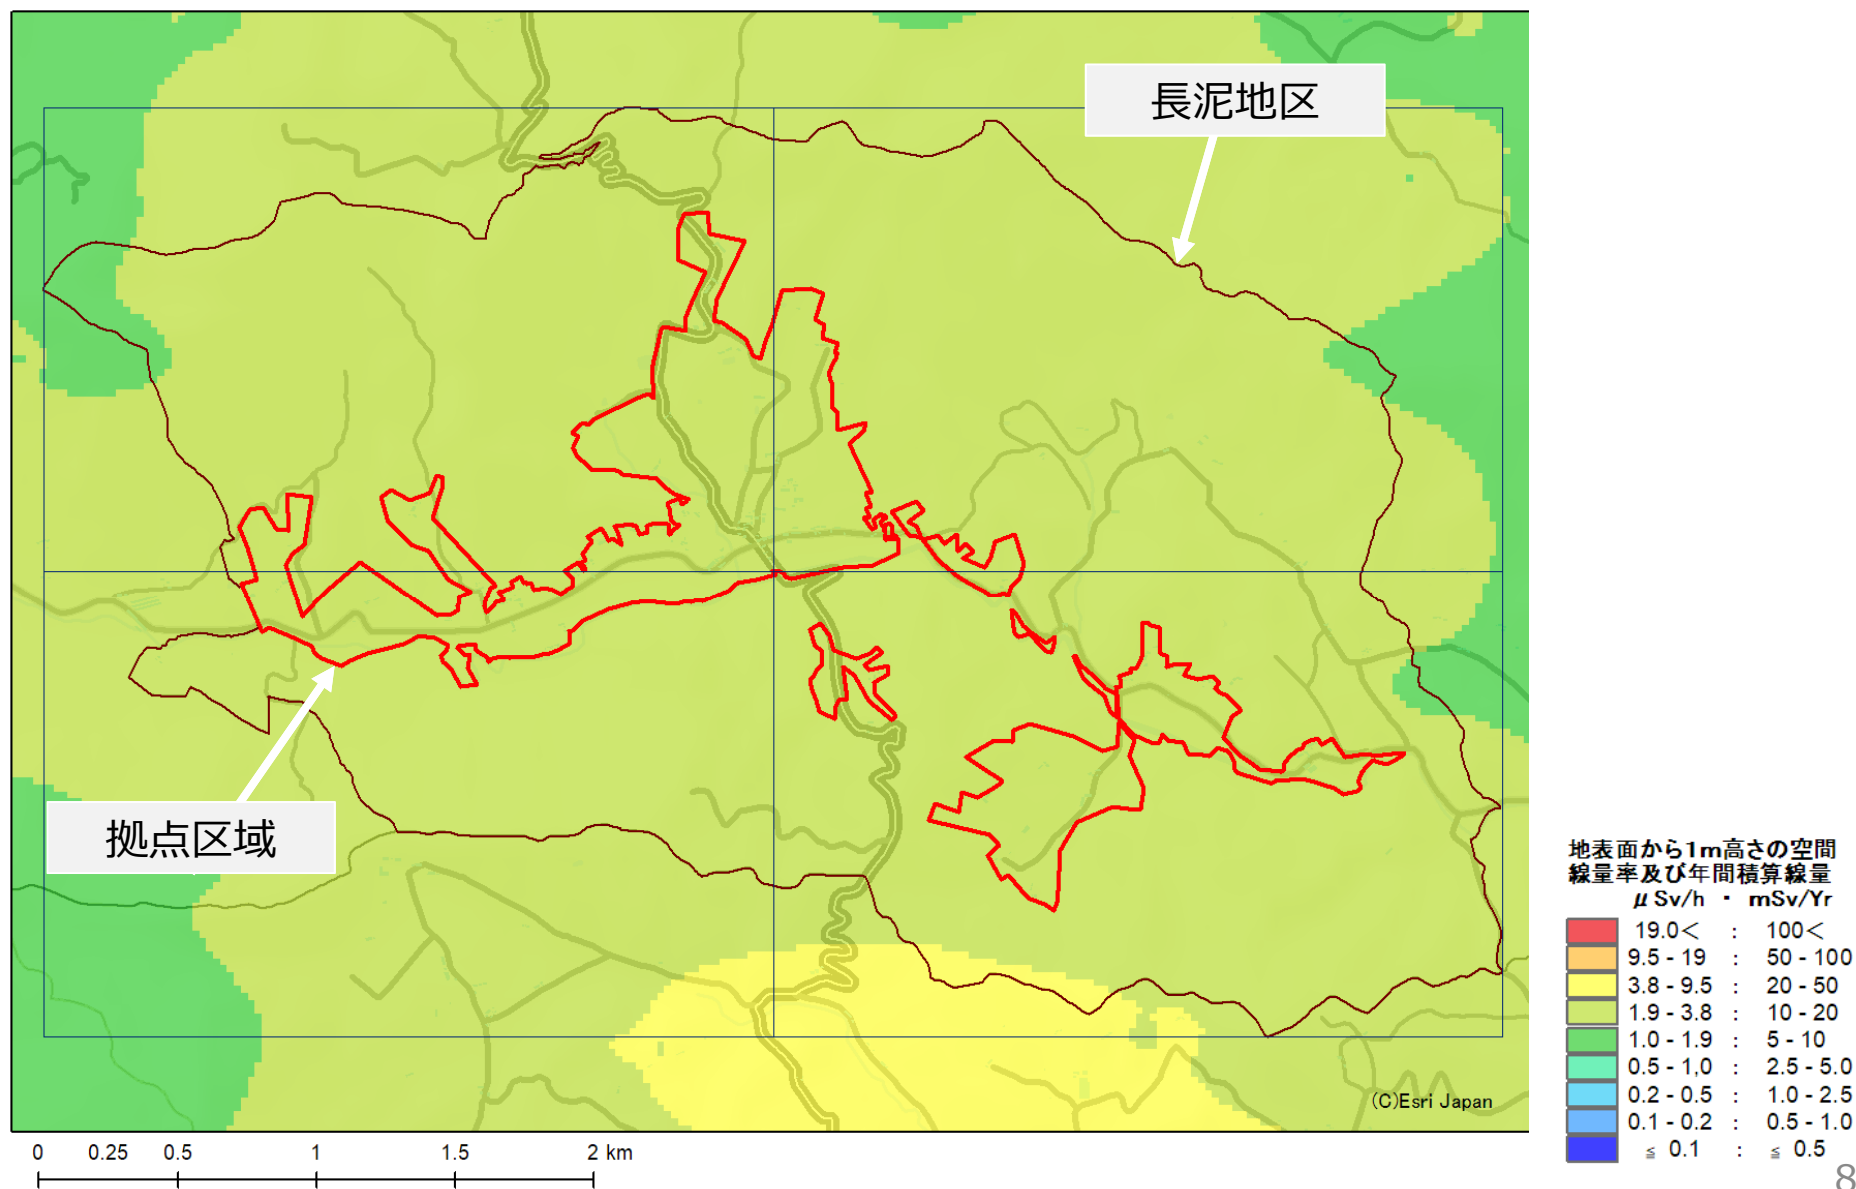 長泥地区
拠点区域
(C)Esri Japan
0 0.25 0.5 1 1.5 2 km
地表面から1m高さの空間
線量率及び年間積算線量
μSv/h ・ mSv/Yr
19.0＜ : 100＜
9.5 - 19 : 50 - 100
3.8 - 9.5 : 20 - 50
1.9 - 3.8 : 10 - 20
1.0 - 1.9 : 5 - 10
0.5 - 1,0 : 2.5 - 5.0
0.2 - 0.5 : 1.0 - 2.5
0.1 - 0.2 : 0.5 - 1.0
≦ 0.1 : ≦ 0.5
8